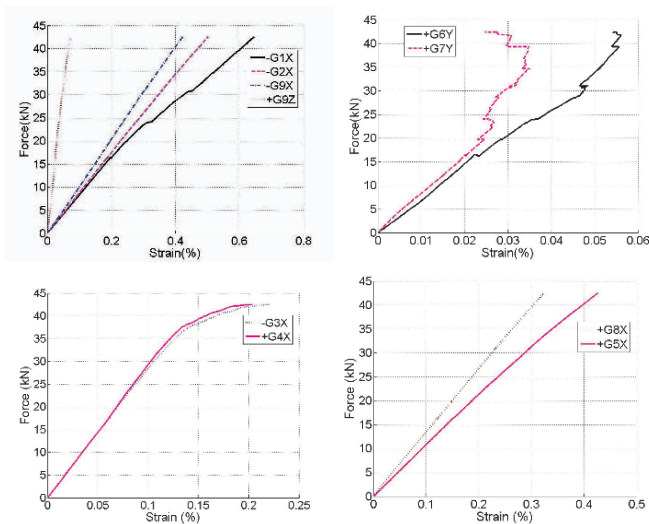 45
40
35
30
25
20
15
10
5
0
Force(kN)
-G1X
-G2X
-G9X
+G9Z
0 0.2 0.4 0.6 0.8
Strain(%)
45
40
35
30
25
20
15
10
5
0
Force(kN)
+G6Y
+G7Y
0 0.01 0.02 0.03 0.04 0.05 0.06
Strain(%)
45
40
35
30
25
20
15
10
5
0
Force (kN)
-G3X
+G4X
0 0.05 0.1 0.15 0.2 0.25
Strain (%)
45
40
35
30
25
20
15
10
5
0
Force (kN)
+G8X
+G5X
0 0.1 0.2 0.3 0.4 0.5
Strain (%)